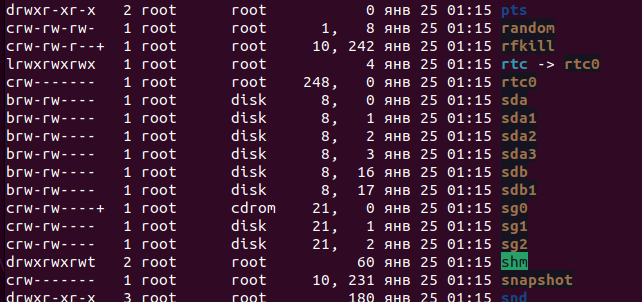 drwxr-xr-x 2 root root 0 янв 25 01:15 pts
crw-rw-rw- 1 root root 1, 8 янв 25 01:15 random
crw-rw-r--+ 1 root root 10, 242 янв 25 01:15 rfkill
lrwxrwxrwx 1 root root 4 янв 25 01:15 rtc -> rtc0
crw------- 1 root root 248, 0 янв 25 01:15 rtc0
brw-rw---- 1 root disk 8, 0 янв 25 01:15 sda
brw-rw---- 1 root disk 8, 1 янв 25 01:15 sda1
brw-rw---- 1 root disk 8, 2 янв 25 01:15 sda2
brw-rw---- 1 root disk 8, 3 янв 25 01:15 sda3
brw-rw---- 1 root disk 8, 16 янв 25 01:15 sdb
brw-rw---- 1 root disk 8, 17 янв 25 01:15 sdb1
crw-rw----+ 1 root cdrom 21, 0 янв 25 01:15 sg0
crw-rw---- 1 root disk 21, 1 янв 25 01:15 sg1
crw-rw---- 1 root disk 21, 2 янв 25 01:15 sg2
drwxrwxrwt 2 root root 60 янв 25 01:15 shm
crw------- 1 root root 10, 231 янв 25 01:15 snapshot
drwxr-xr-x 3 root root 180 янв 25 01:15 snd